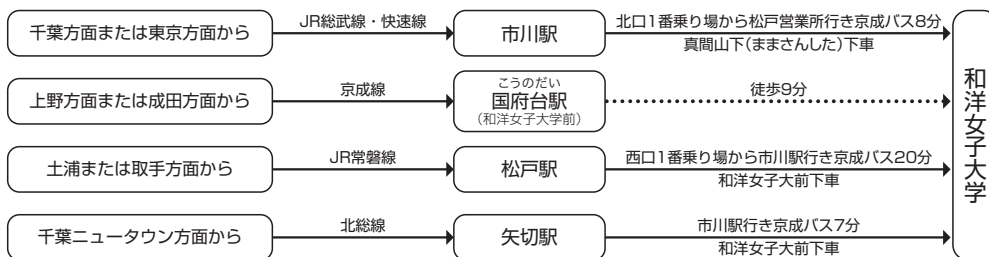 千葉方面または東京方面から
JR総武線・快速線
市川駅
北口1番乗り場から松戸営業所行き京成バス8分
真間山下(ままさんした)下車
上野方面または成田方面から
京成線
こうのだい
国府台駅
(和洋女子大学前)
徒歩9分
土浦または取手方面から
JR常磐線
松戸駅
西口1番乗り場から市川駅行き京成バス20分
和洋女子大前下車
千葉ニュータウン方面から
北総線
矢切駅
市川駅行き京成バス7分
和洋女子大前下車
和洋女子大学